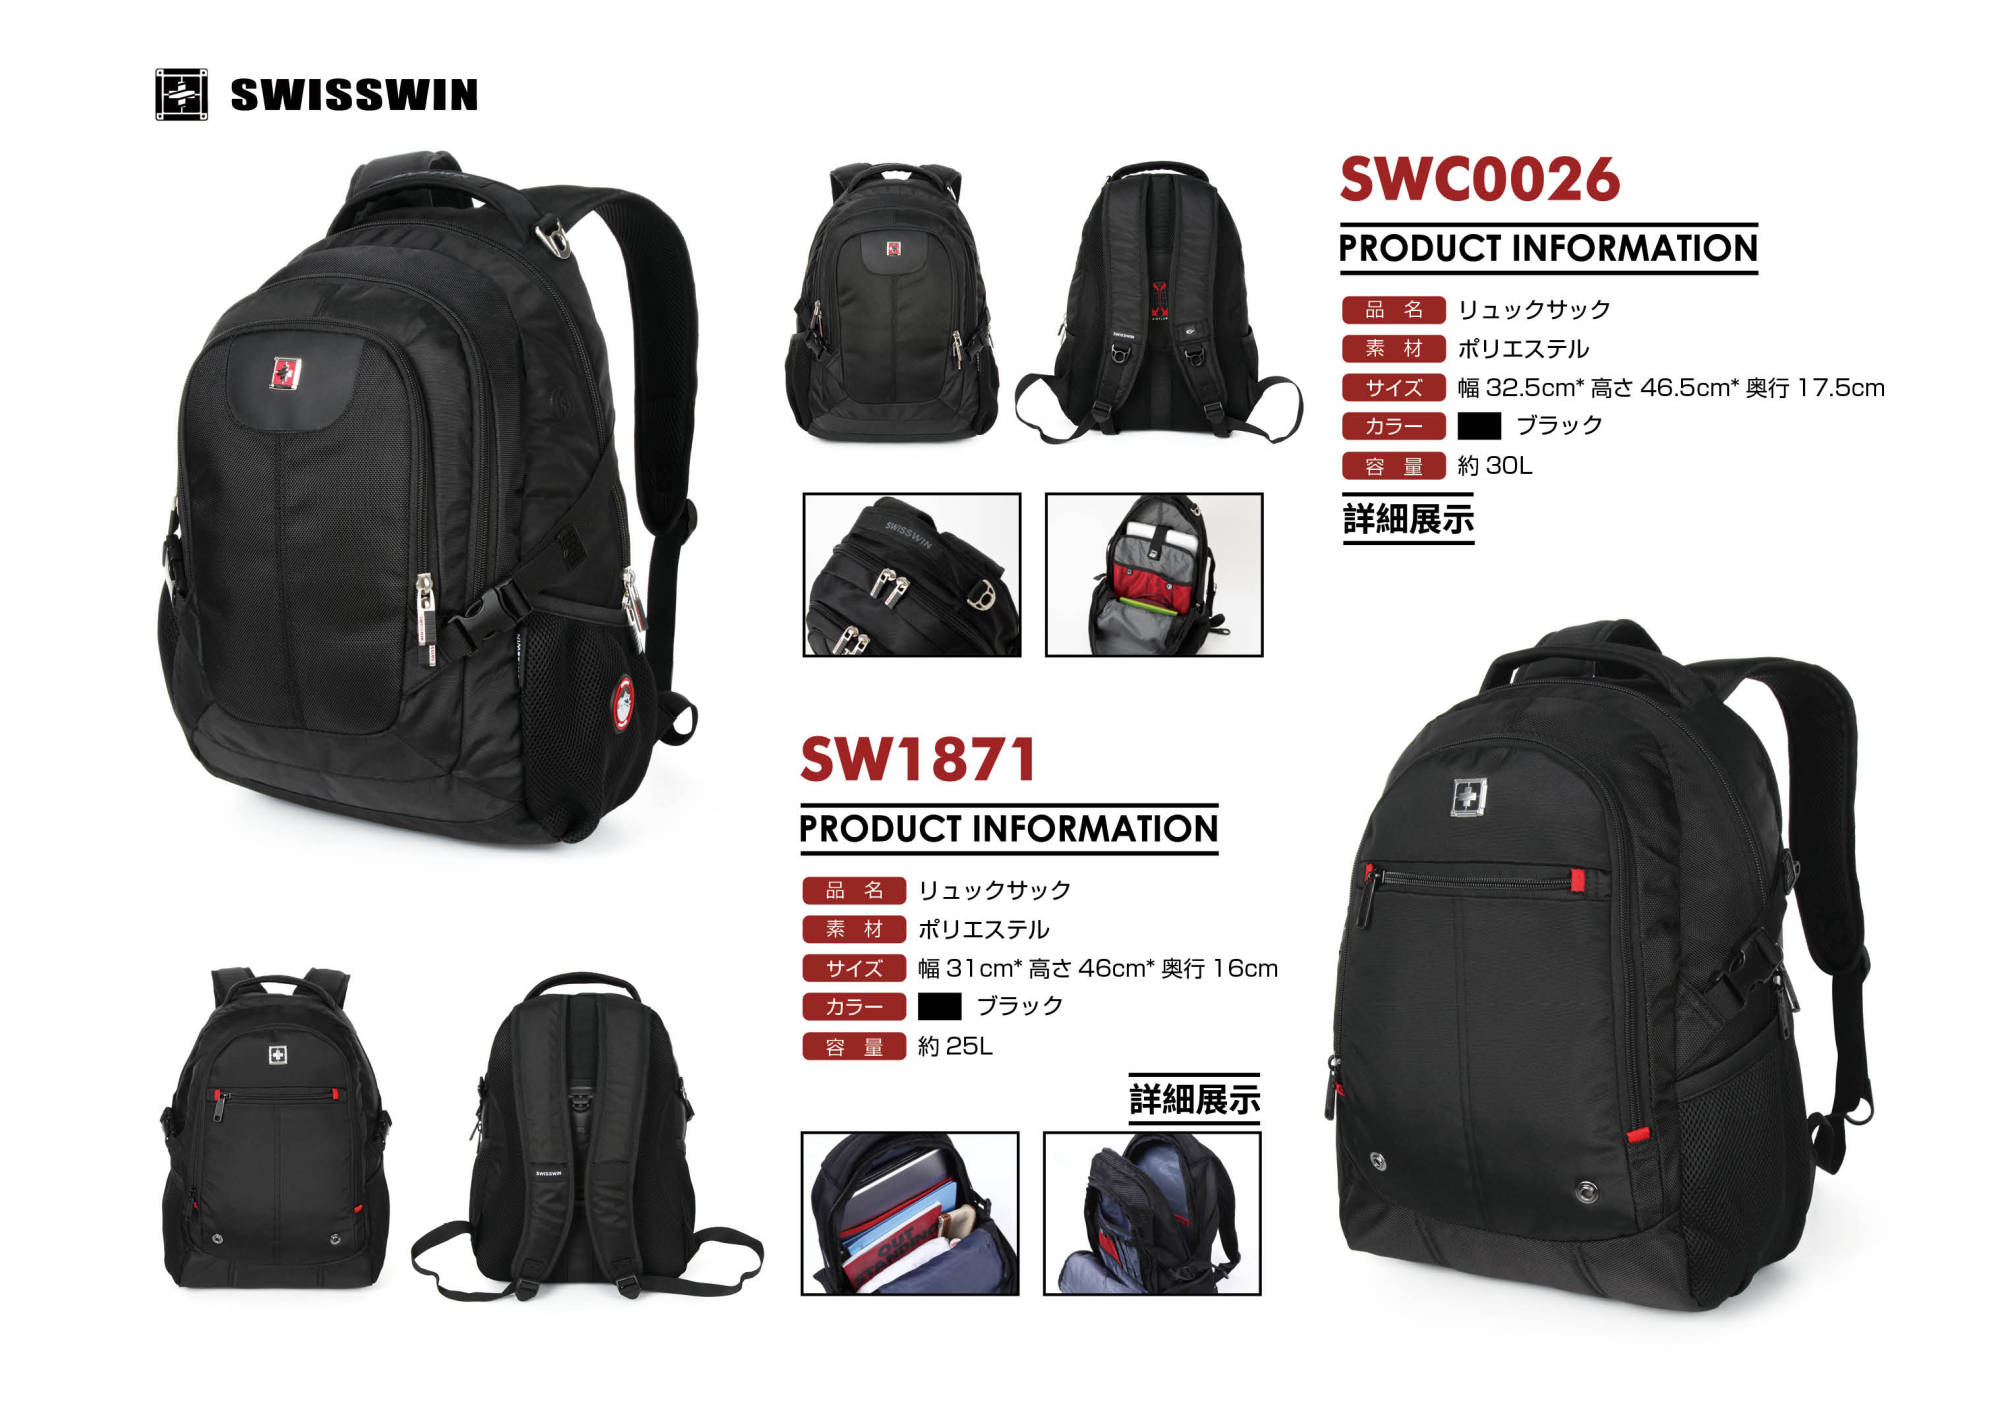 SWISSWIN
SWC0026
PRODUCT INFORMATION
品 名 リュックサック
素 材 ポリエステル
サイズ 幅 32.5cm* 高さ 46.5cm* 奥行 17.5cm
カラー ブラック
容 量 約 30L
詳細展示
SWISSWIN
SWISSWIN
SW1871
PRODUCT INFORMATION
品 名 リュックサック
素 材 ポリエステル
サイズ 幅 31cm* 高さ 46cm* 奥行 16cm
カラー ブラック
容 量 約 25L
詳細展示
SWISSWIN
OUT
STANDING